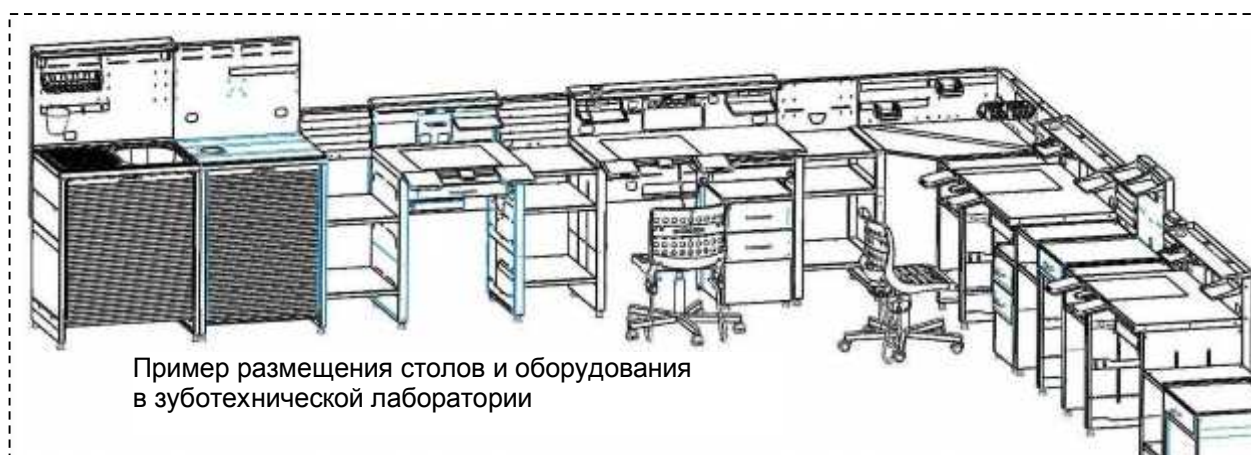 Пример размещения столов и оборудования
в зуботехнической лаборатории